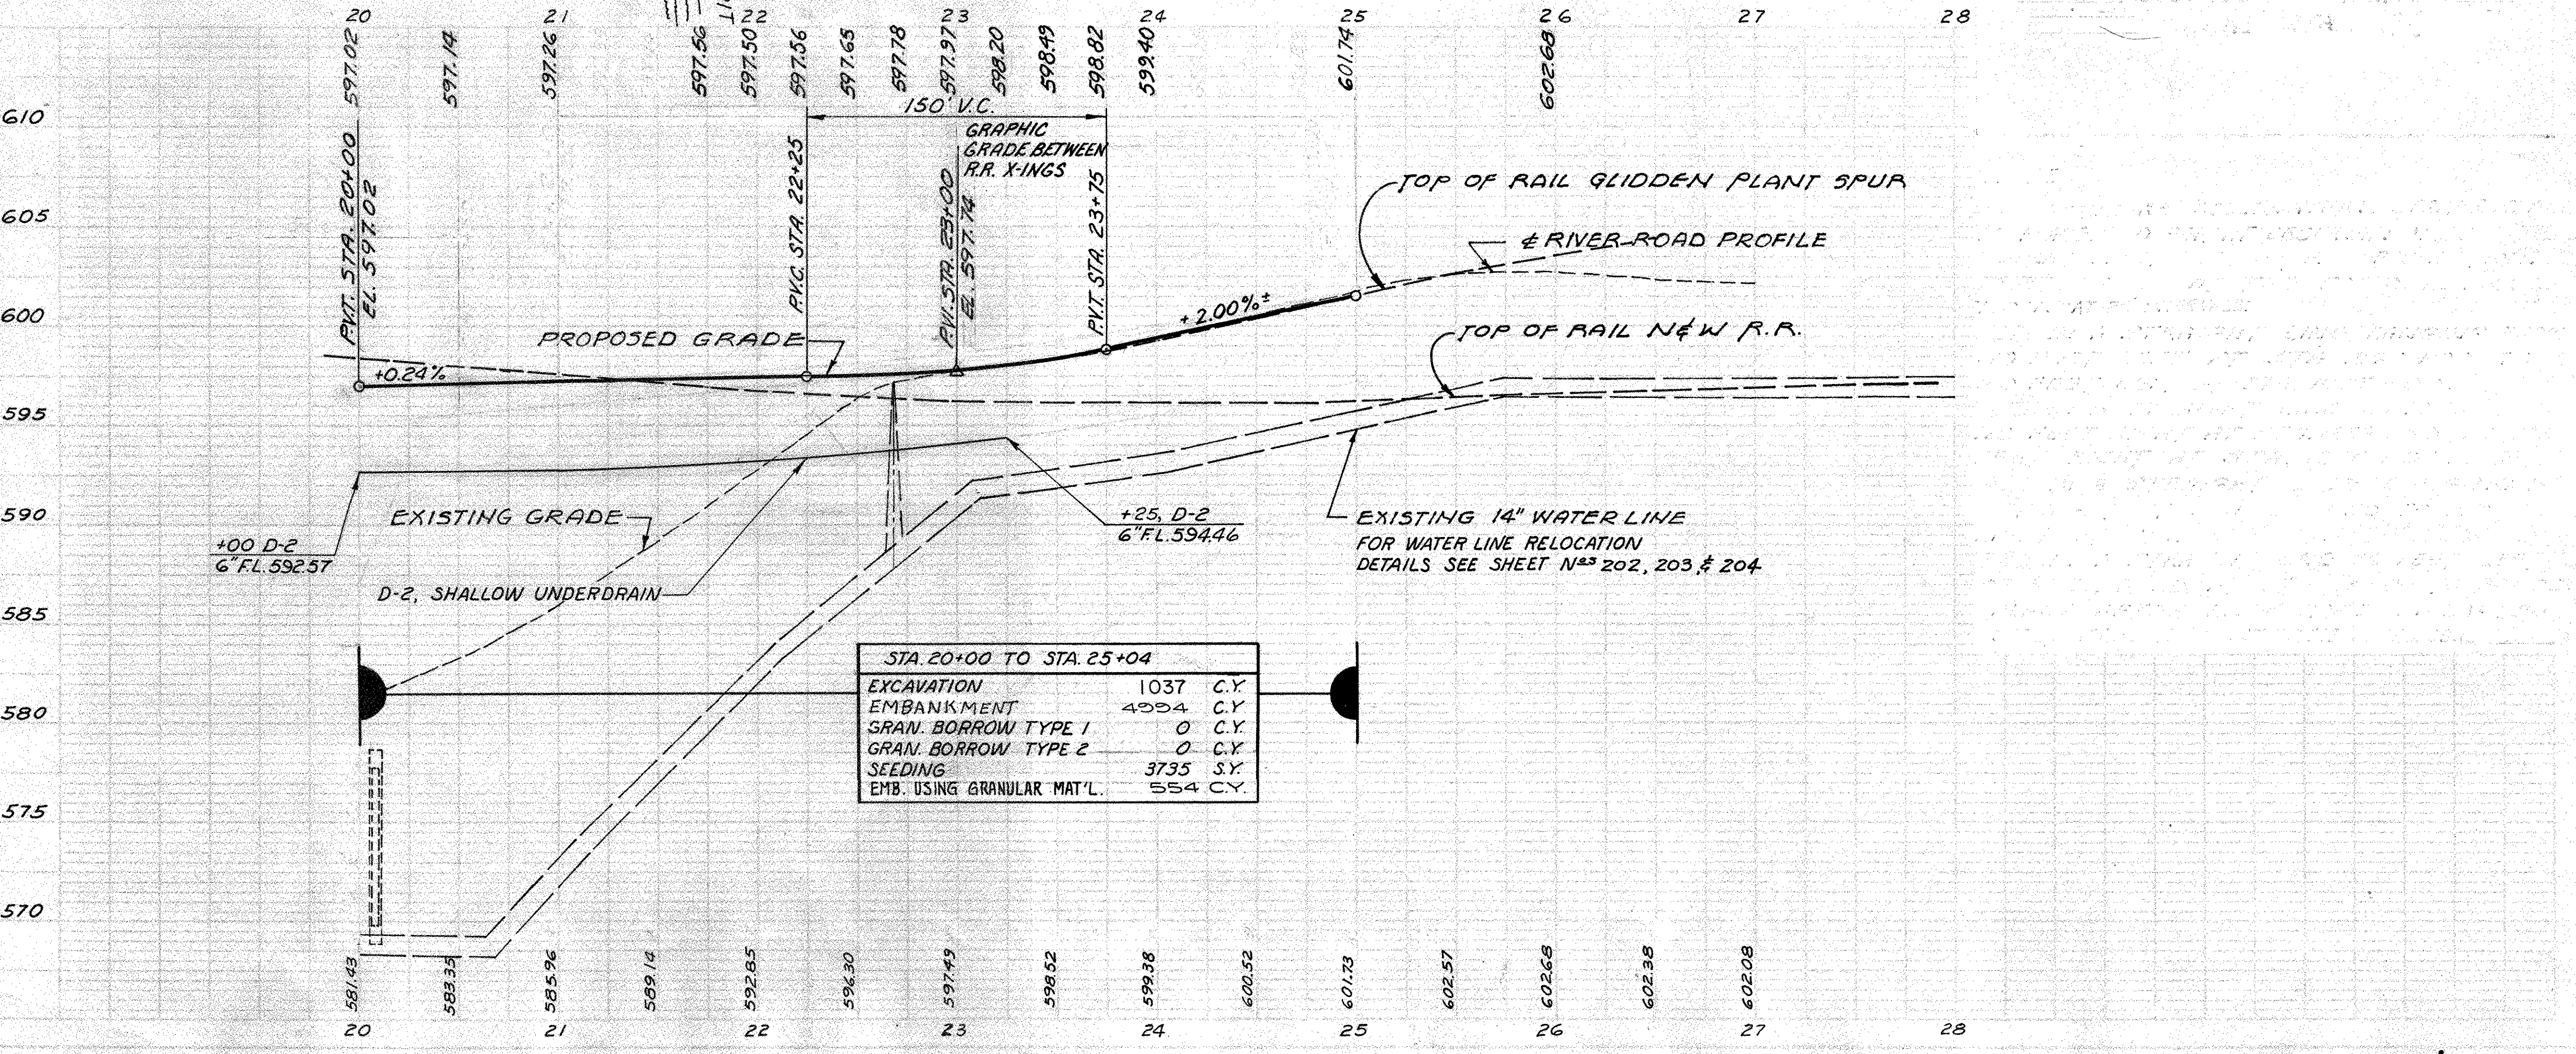 20 21 22 23 24 25 26 27 28
597.02 597.14 597.26 597.56 597.50 597.56 597.65 597.78 597.97 598.20 598.49 598.82 599.40 601.74 602.68
610
605
600
595
590
585
580
575
570
P.V.T. STA. 20+00
EL. 597.02
150' V.C.
P.V.C. STA. 22+25
P.V.I. STA. 23+00
EL. 597.74
GRAPHIC
GRADE BETWEEN
R.R. X-INGS
P.V.T. STA. 23+75
TOP OF RAIL GLIDDEN PLANT SPUR
℄ RIVER ROAD PROFILE
+2.00%±
TOP OF RAIL N&W R.R.
PROPOSED GRADE
+0.24%
EXISTING GRADE
+00 D-2
6" F.L. 592.57
D-2, SHALLOW UNDERDRAIN
+25, D-2
6" F.L. 594.46
EXISTING 14" WATER LINE
FOR WATER LINE RELOCATION
DETAILS SEE SHEET Nos 202, 203, & 204
STA. 20+00 TO STA. 25+04
EXCAVATION 1037 C.Y.
EMBANKMENT 4994 C.Y
GRAN. BORROW TYPE 1 0 C.Y.
GRAN. BORROW TYPE 2 0 C.Y.
SEEDING 3735 S.Y.
EMB. USING GRANULAR MAT'L. 554 C.Y.
581.43 583.35 585.96 589.14 592.85 596.30 597.49 598.52 599.38 600.52 601.73 602.57 602.68 602.38 602.08
20 21 22 23 24 25 26 27 28